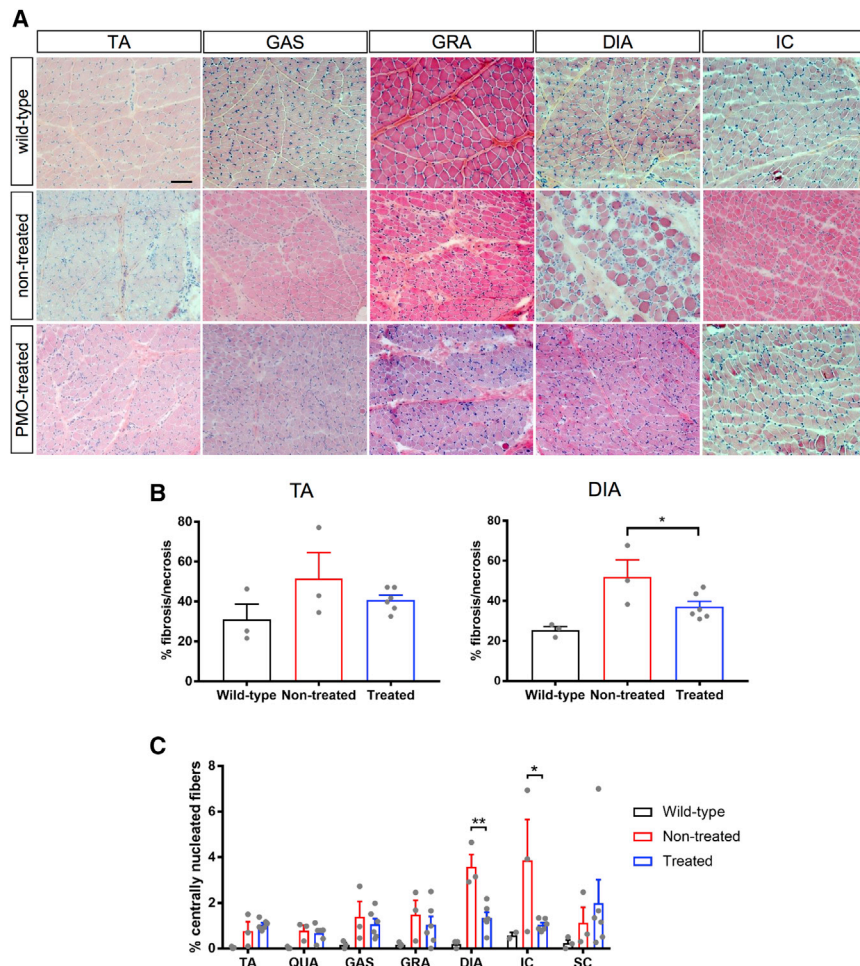 A
TA GAS GRA DIA IC
wild-type
non-treated
PMO-treated
B
TA
% fibrosis/necrosis
80
60
40
20
0
Wild-type Non-treated Treated
DIA
% fibrosis/necrosis
80
60
40
20
0
*
Wild-type Non-treated Treated
C
% centrally nucleated fibers
8
6
4
2
0
**
*
TA QUA GAS GRA DIA IC SC
Wild-type
Non-treated
Treated